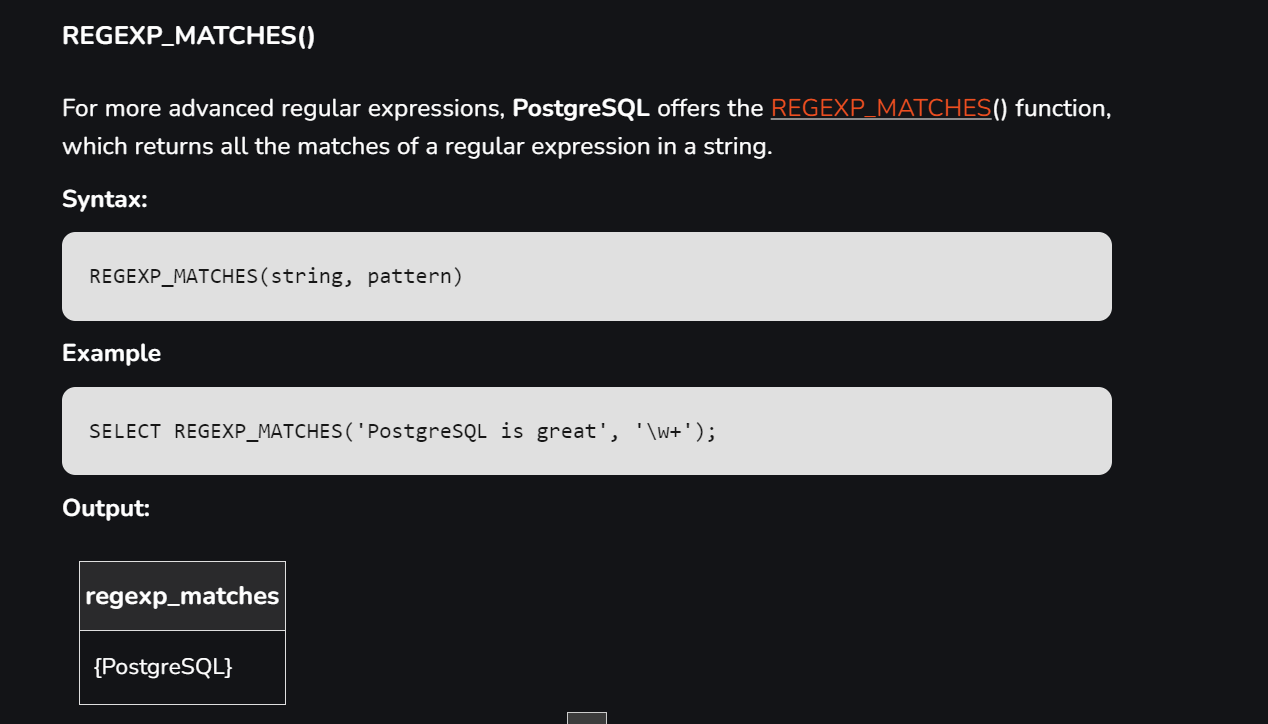 REGEXP_MATCHES()
For more advanced regular expressions, PostgreSQL offers the REGEXP_MATCHES() function,
which returns all the matches of a regular expression in a string.
Syntax:
REGEXP_MATCHES(string, pattern)
Example
SELECT REGEXP_MATCHES('PostgreSQL is great', '\w+');
Output:
regexp_matches
{PostgreSQL}